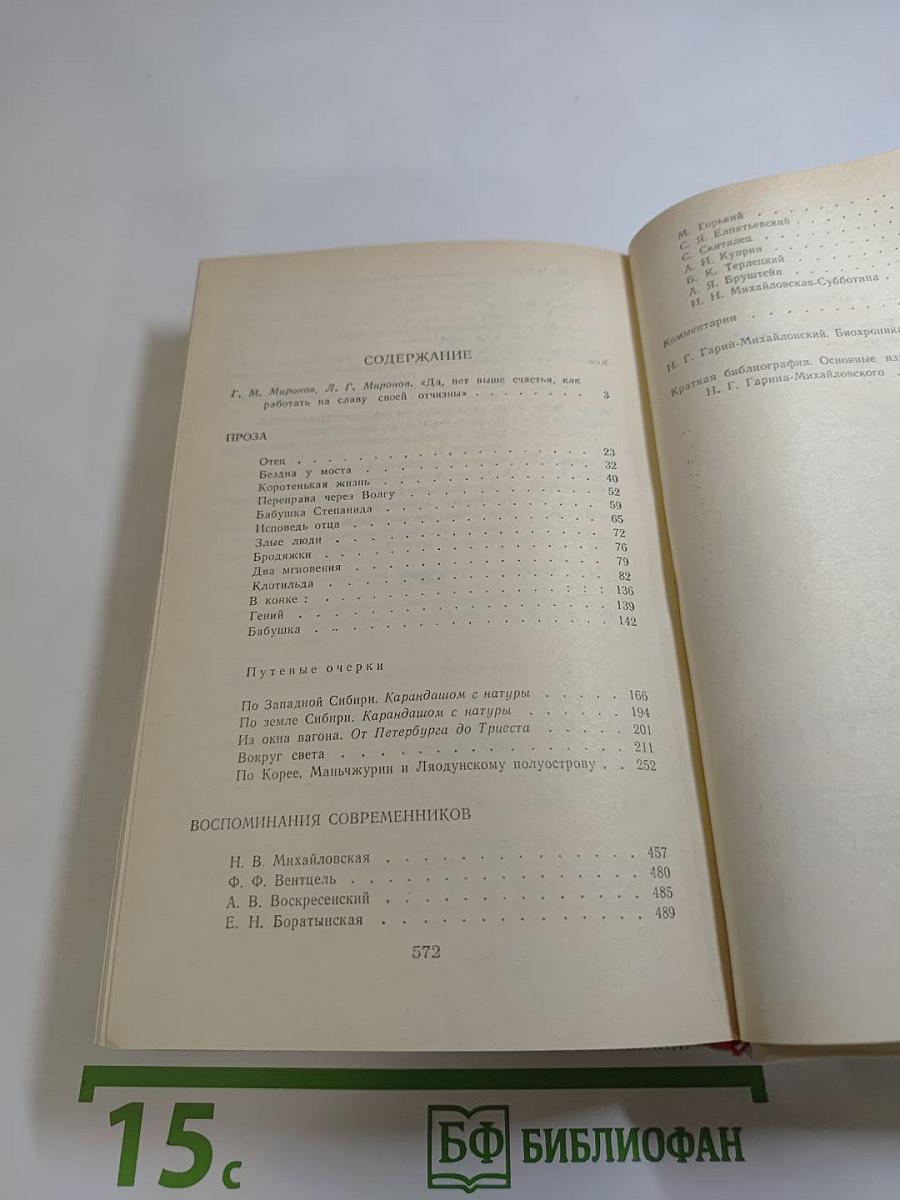 СОДЕРЖАНИЕ
Г. М. Миронов, Л. Г. Миронов. «Да, нет выше счастья, как
работать на славу своей отчизны» . . . . . . . . 3
ПРОЗА
Отец . . . . . . . . . . . . . . . . . . 23
Бездна у моста . . . . . . . . . . . . . . 32
Коротенькая жизнь . . . . . . . . . . . . . 40
Переправа через Волгу . . . . . . . . . . . 52
Бабушка Степанида . . . . . . . . . . . . . 59
Исповедь отца . . . . . . . . . . . . . . . 65
Злые люди . . . . . . . . . . . . . . . . . 72
Бродяжки . . . . . . . . . . . . . . . . . 76
Два мгновения . . . . . . . . . . . . . . . 79
Клотильда . . . . . . . . . . . . . . . . . 82
В конке : . . . . . . . . . . . . . . : : : 136
Гений . . . . . . . . . . . . . . . . . . 139
Бабушка . .. . . . . . . . . . . . . . . . 142
Путевые очерки
По Западной Сибири. Карандашом с натуры . . . . . 166
По земле Сибири. Карандашом с натуры . . . . . . 194
Из окна вагона. От Петербурга до Триеста . . . . . 201
Вокруг света . . . . . . . . . . . . . . . 211
По Корее, Маньчжурии и Ляодунскому полуострову . . 252
ВОСПОМИНАНИЯ СОВРЕМЕННИКОВ
Н. В. Михайловская . . . . . . . . . . . . . 457
Ф. Ф. Вентцель . . . . . . . . . . . . . . . 480
А. В. Воскресенский . . . . . . . . . . . . . 485
Е. Н. Боратынская . . . . . . . . . . . . . 489
572
М. Горький . . . . . . .
С. Я. Елпатьевский . . . . .
С. Скиталец . . . . . . .
А. И. Куприн . . . . . . .
Б. К. Терлецкий . . . . . .
А. Я. Бруштейн . . . . . .
Н. Н. Михайловская-Субботина .
Комментарии . . . . . . .
Н. Г. Гарин-Михайловский. Биохроника
Краткая библиография. Основные
Н. Г. Гарина-Михайловского . .
15с
БФ БИБЛИОФАН